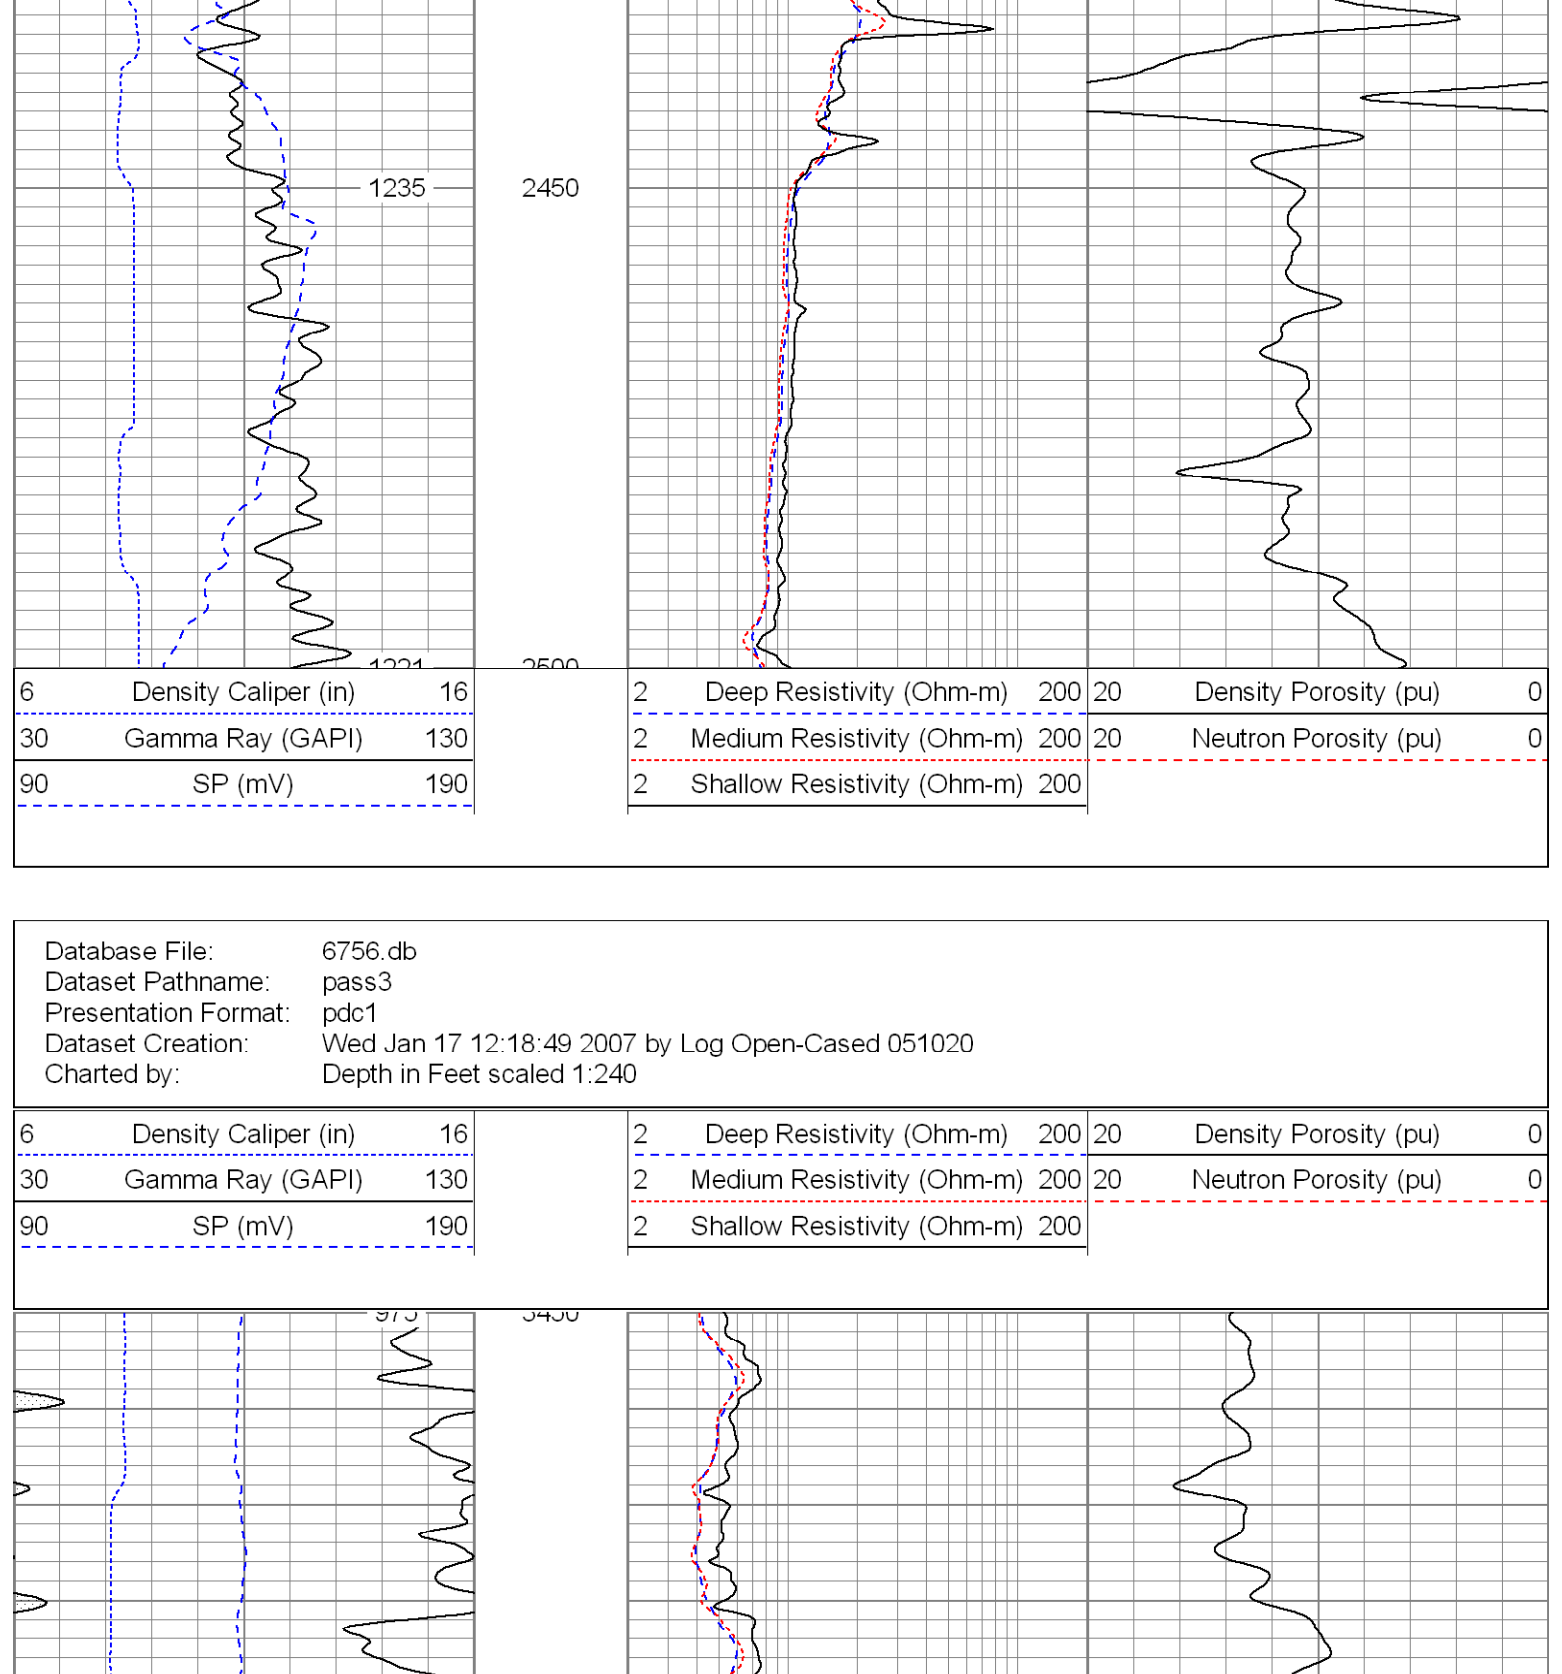 1235 2450
1221 2500
6 Density Caliper (in) 16 2 Deep Resistivity (Ohm-m) 200 20 Density Porosity (pu) 0
30 Gamma Ray (GAPI) 130 2 Medium Resistivity (Ohm-m) 200 20 Neutron Porosity (pu) 0
90 SP (mV) 190 2 Shallow Resistivity (Ohm-m) 200
Database File: 6756.db
Dataset Pathname: pass3
Presentation Format: pdc1
Dataset Creation: Wed Jan 17 12:18:49 2007 by Log Open-Cased 051020
Charted by: Depth in Feet scaled 1:240
6 Density Caliper (in) 16 2 Deep Resistivity (Ohm-m) 200 20 Density Porosity (pu) 0
30 Gamma Ray (GAPI) 130 2 Medium Resistivity (Ohm-m) 200 20 Neutron Porosity (pu) 0
90 SP (mV) 190 2 Shallow Resistivity (Ohm-m) 200
975 3450